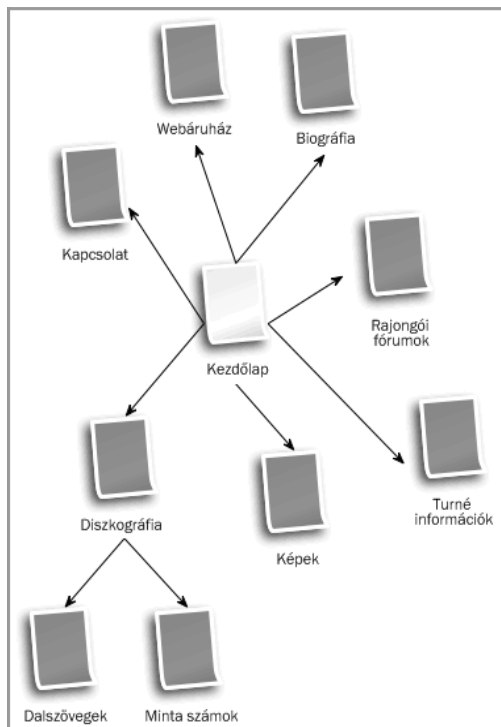 Webáruház
Biográfia
Kapcsolat
Rajongói
fórumok
Kezdőlap
Turné
információk
Diszkográfia
Képek
Dalszövegek
Minta számok